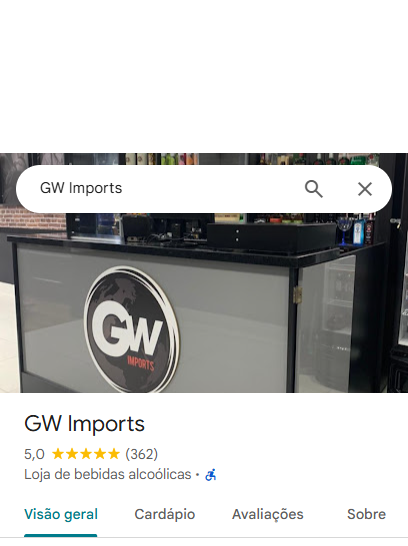 GW Imports
GW
IMPORTS
GW Imports
5,0 (362)
Loja de bebidas alcoólicas ·
Visão geral Cardápio Avaliações Sobre